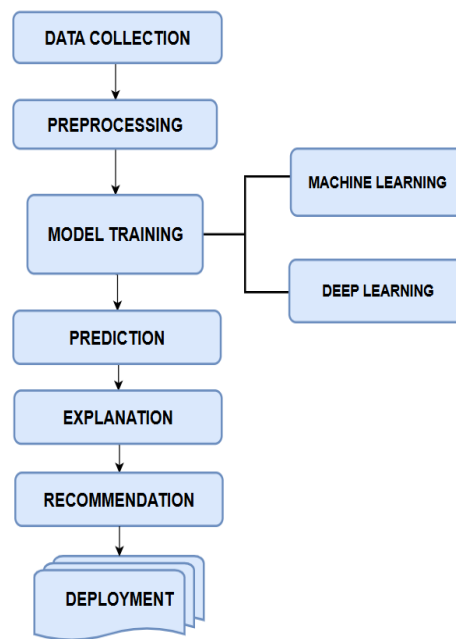 DATA COLLECTION
PREPROCESSING
MODEL TRAINING
MACHINE LEARNING
DEEP LEARNING
PREDICTION
EXPLANATION
RECOMMENDATION
DEPLOYMENT